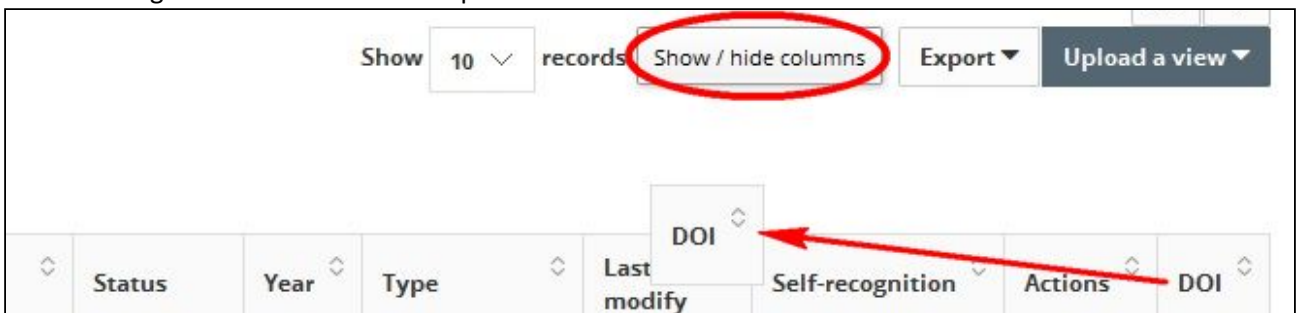 Show 10 records Show / hide columns Export Upload a view
DOI
Status Year Type Last modify Self-recognition Actions DOI